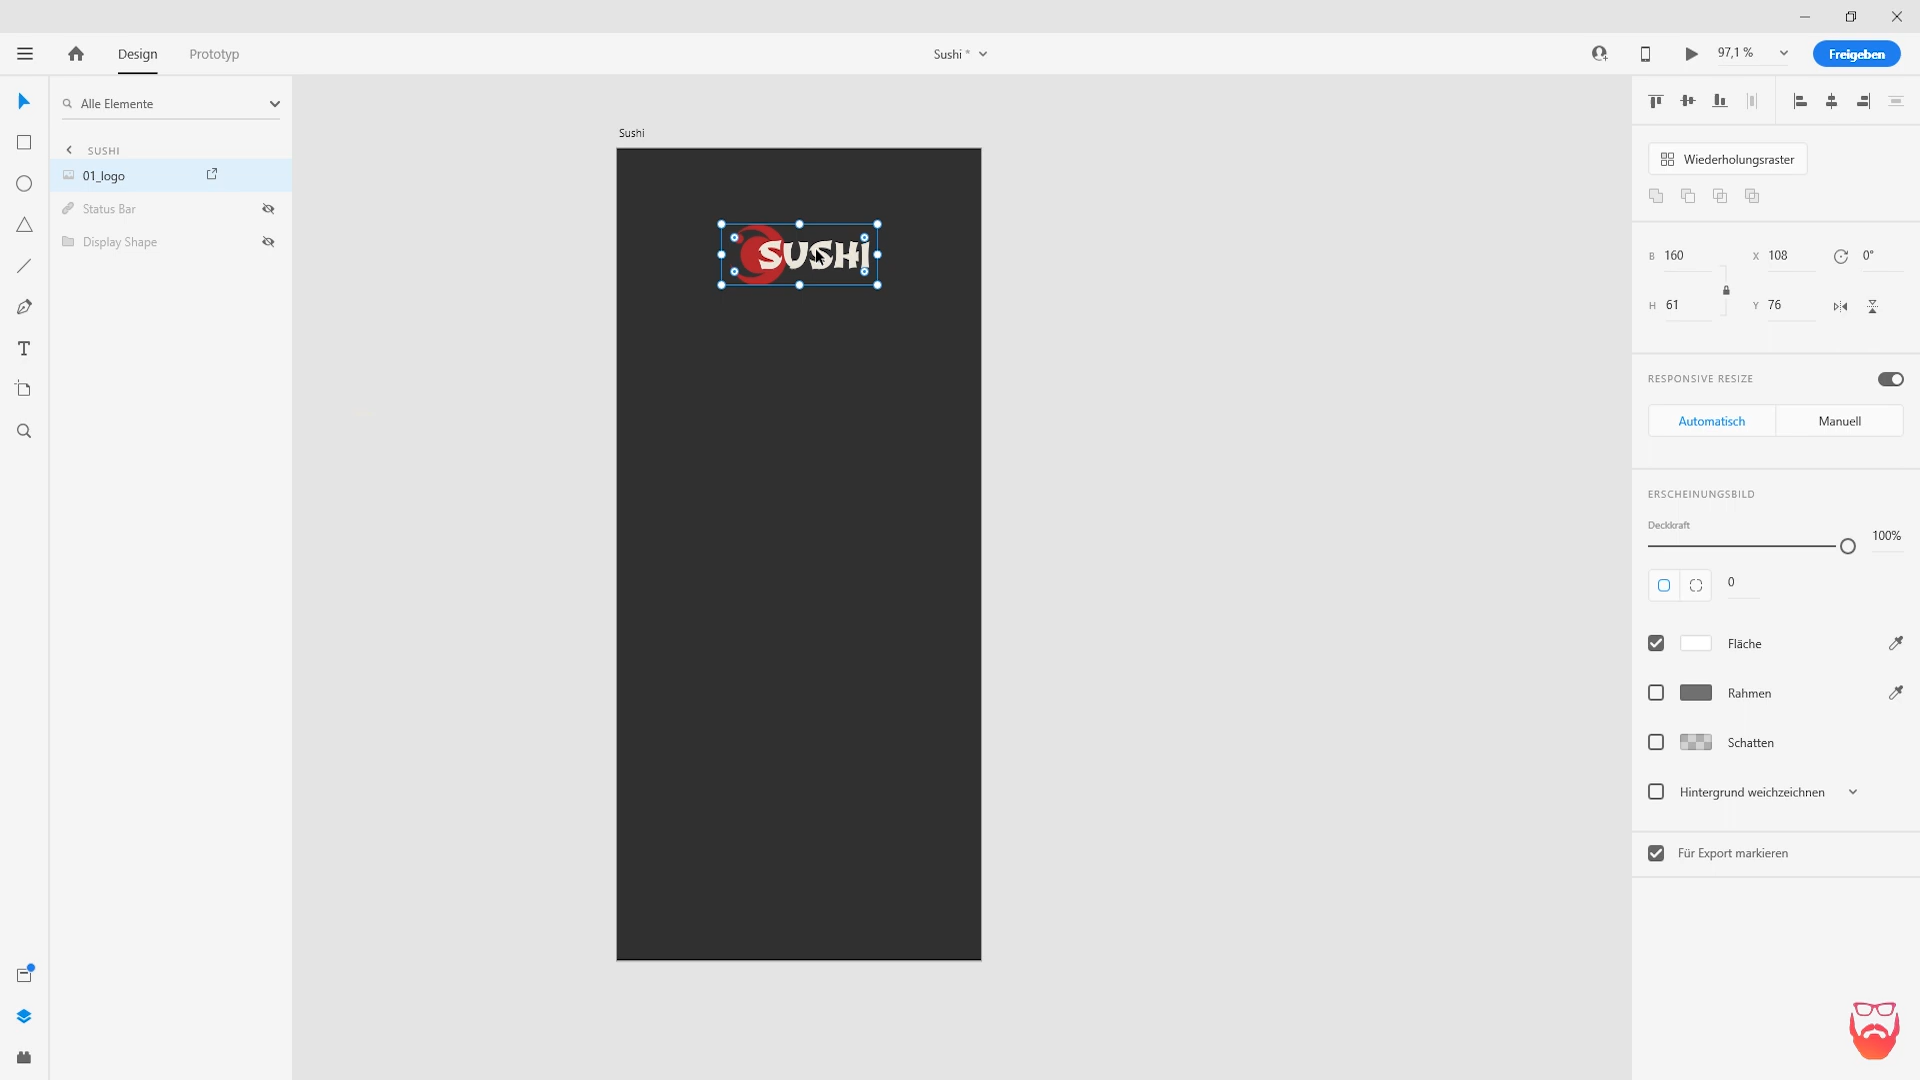 Design
Prototyp
Sushi *
97,1 %
Freigeben
Alle Elemente
SUSHI
01_logo
Status Bar
Display Shape
Sushi
SUSHI
Wiederholungsraster
B 160
X 108
0°
H 61
Y 76
RESPONSIVE RESIZE
Automatisch
Manuell
ERSCHEINUNGSBILD
Deckkraft
100%
0
Fläche
Rahmen
Schatten
Hintergrund weichzeichnen
Für Export markieren